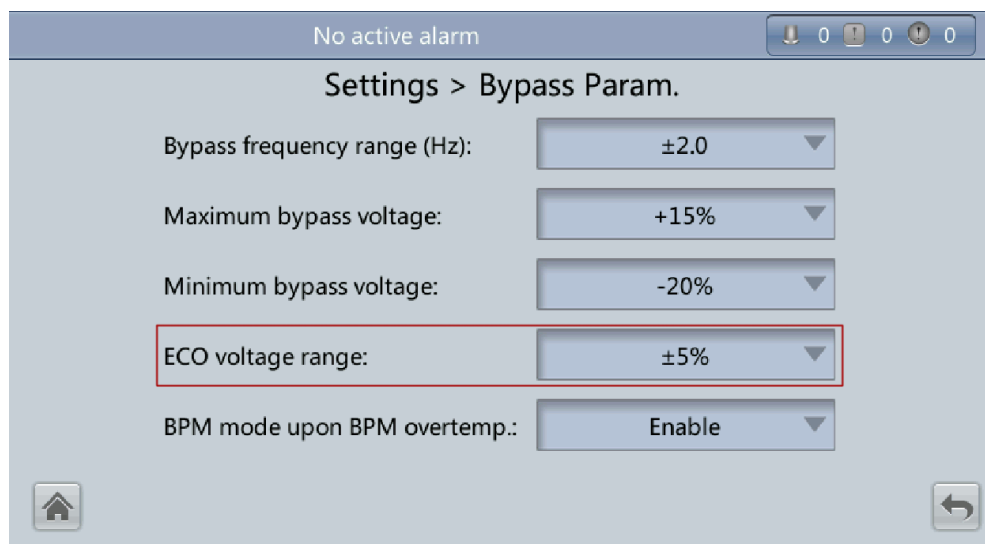 No active alarm 0 0 0
Settings > Bypass Param.
Bypass frequency range (Hz): ±2.0
Maximum bypass voltage: +15%
Minimum bypass voltage: -20%
ECO voltage range: ±5%
BPM mode upon BPM overtemp.: Enable